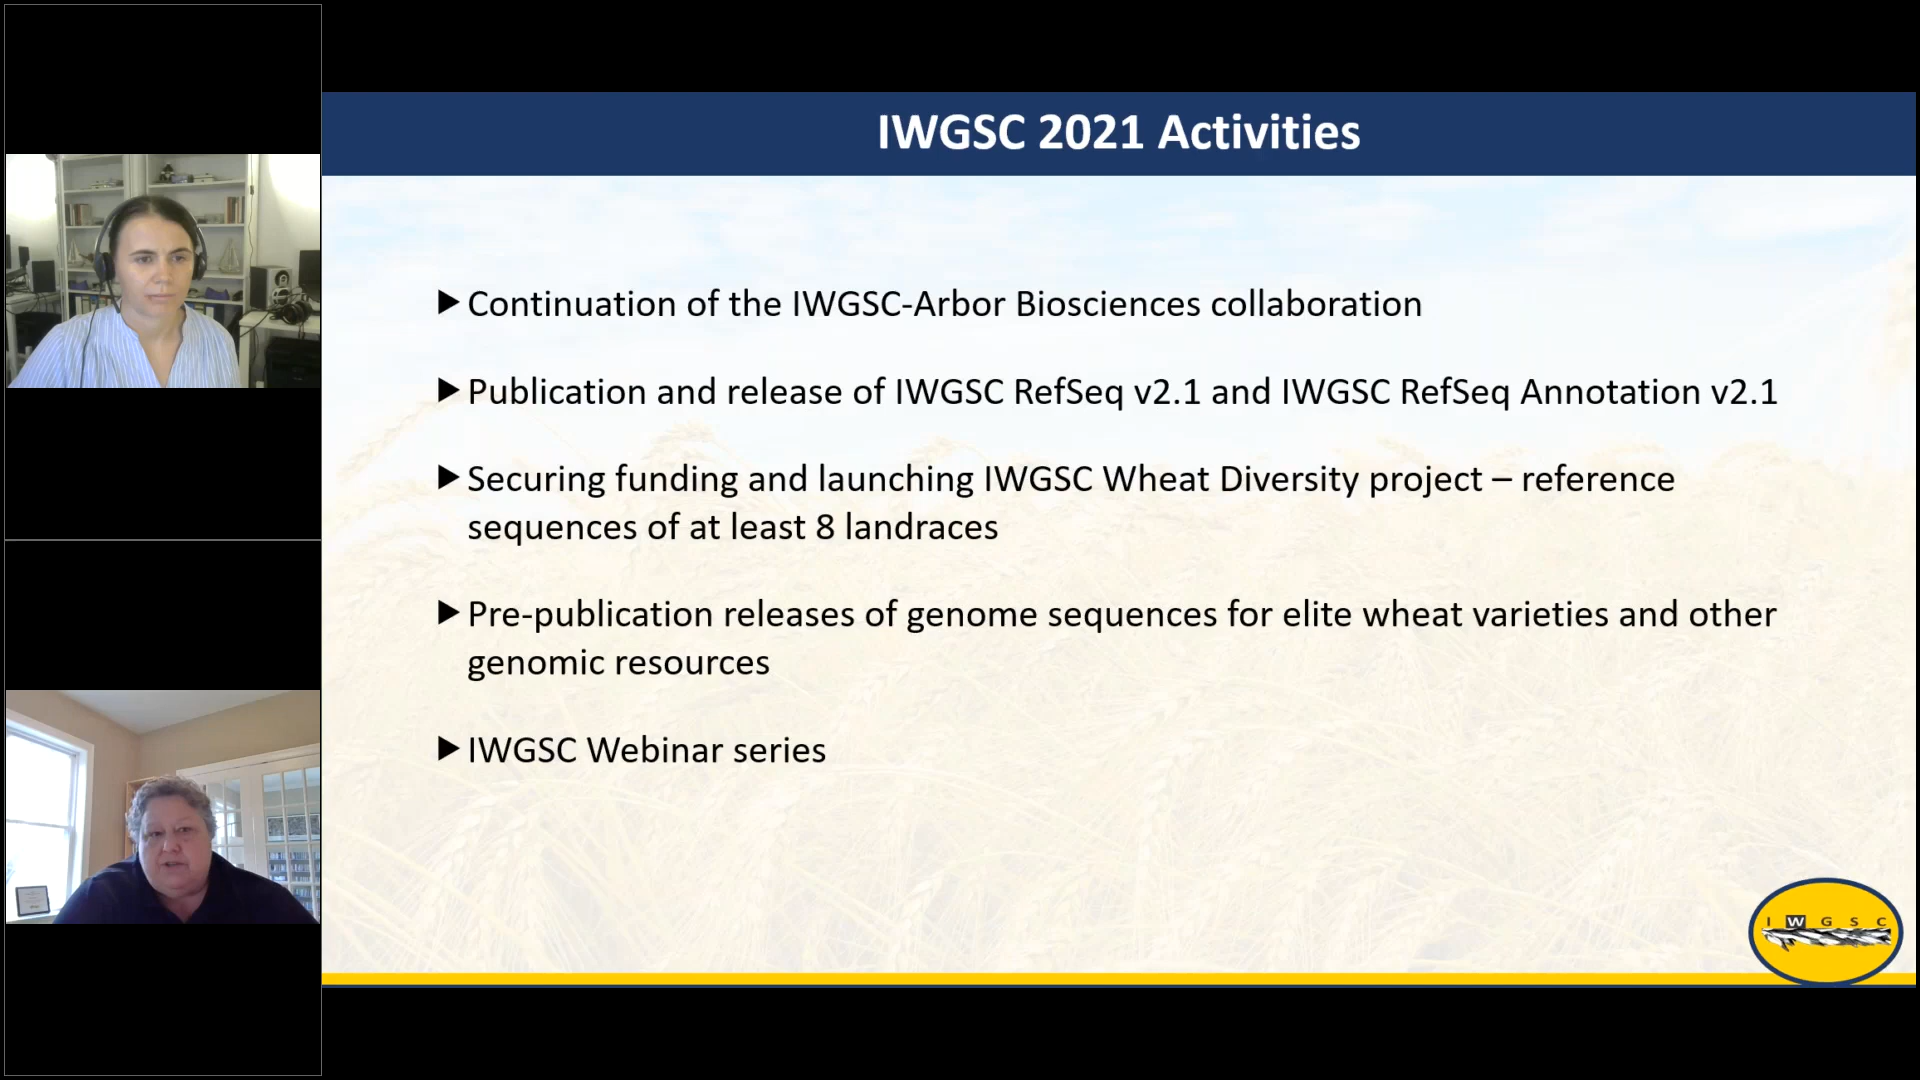 IWGSC 2021 Activities
Continuation of the IWGSC-Arbor Biosciences collaboration
Publication and release of IWGSC RefSeq v2.1 and IWGSC RefSeq Annotation v2.1
Securing funding and launching IWGSC Wheat Diversity project – reference
sequences of at least 8 landraces
Pre-publication releases of genome sequences for elite wheat varieties and other
genomic resources
IWGSC Webinar series
I W G S C